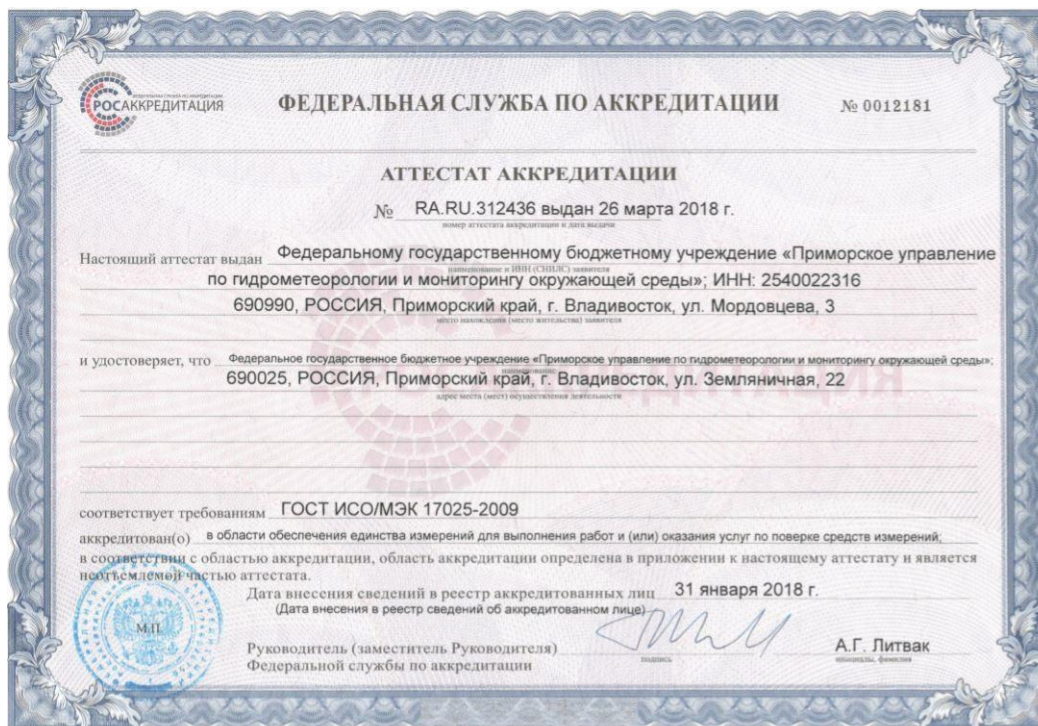 ФЕДЕРАЛЬНАЯ СЛУЖБА ПО АККРЕДИТАЦИИ
РОСАККРЕДИТАЦИЯ
ФЕДЕРАЛЬНАЯ СЛУЖБА ПО АККРЕДИТАЦИИ
№ 0012181
АТТЕСТАТ АККРЕДИТАЦИИ
№ RA.RU.312436 выдан 26 марта 2018 г.
номер аттестата аккредитации и дата выдачи
Настоящий аттестат выдан Федеральному государственному бюджетному учреждение «Приморское управление
наименование и ИНН (СНИЛС) заявителя
по гидрометеорологии и мониторингу окружающей среды»; ИНН: 2540022316
690990, РОССИЯ, Приморский край, г. Владивосток, ул. Мордовцева, 3
место нахождения (место жительства) заявителя
и удостоверяет, что Федеральное государственное бюджетное учреждение «Приморское управление по гидрометеорологии и мониторингу окружающей среды»;
наименование
690025, РОССИЯ, Приморский край, г. Владивосток, ул. Земляничная, 22
адрес места (мест) осуществления деятельности
соответствует требованиям ГОСТ ИСО/МЭК 17025-2009
аккредитован(о) в области обеспечения единства измерений для выполнения работ и (или) оказания услуг по поверке средств измерений;
в соответствии с областью аккредитации, область аккредитации определена в приложении к настоящему аттестату и является
неотъемлемой частью аттестата.
Дата внесения сведений в реестр аккредитованных лиц 31 января 2018 г.
(Дата внесения в реестр сведений об аккредитованном лице)
М.П.
Руководитель (заместитель Руководителя)
Федеральной службы по аккредитации
подпись
А.Г. Литвак
инициалы, фамилия